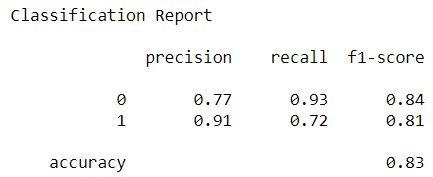 Classification Report
precision recall f1-score
0 0.77 0.93 0.84
1 0.91 0.72 0.81
accuracy 0.83